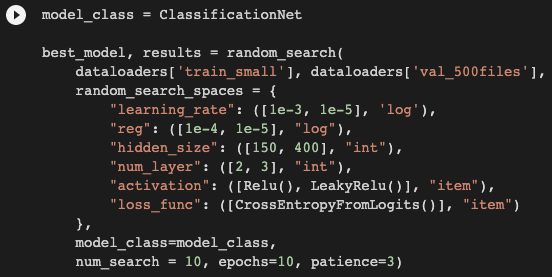 model_class = ClassificationNet
best_model, results = random_search(
dataloaders['train_small'], dataloaders['val_500files'],
random_search_spaces = {
"learning_rate": ([1e-3, 1e-5], 'log'),
"reg": ([1e-4, 1e-5], "log"),
"hidden_size": ([150, 400], "int"),
"num_layer": ([2, 3], "int"),
"activation": ([Relu(), LeakyRelu()], "item"),
"loss_func": ([CrossEntropyFromLogits()], "item")
},
model_class=model_class,
num_search = 10, epochs=10, patience=3)